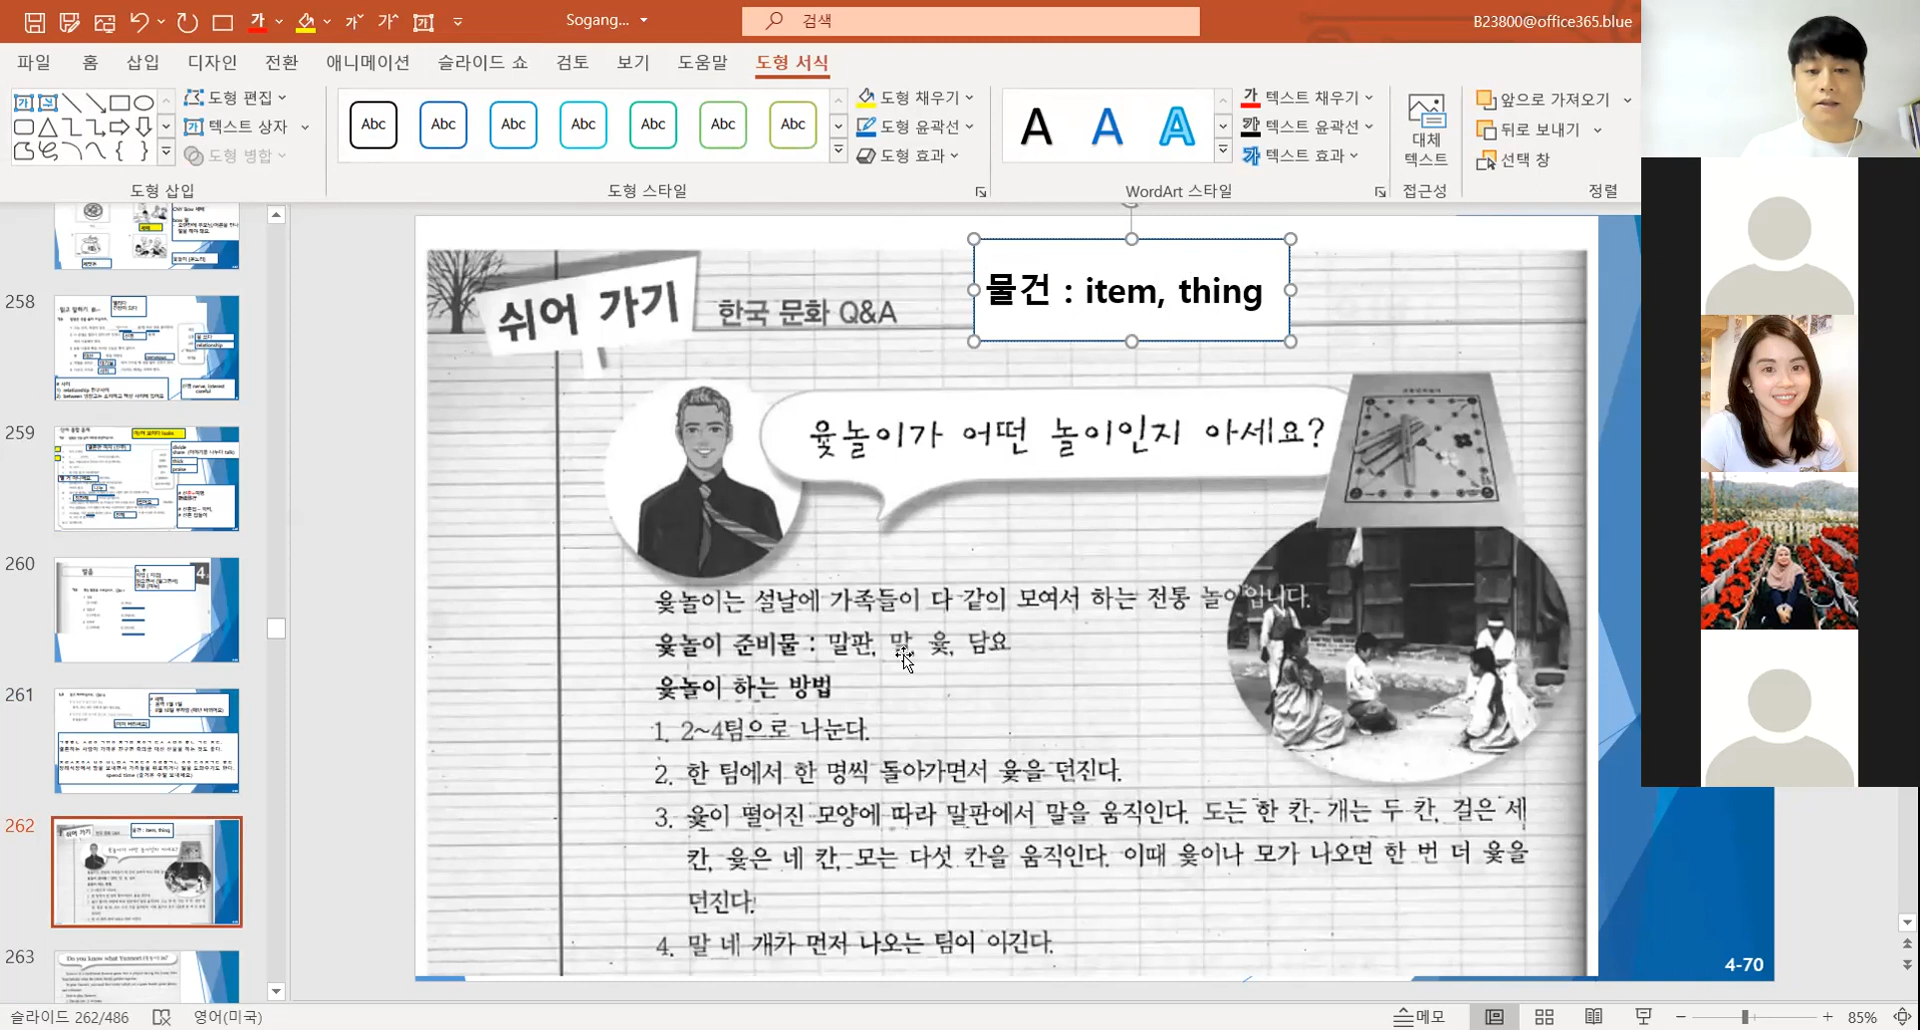 Sogang...
검색
B23800@office365.blue
파일 홈 삽입 디자인 전환 애니메이션 슬라이드 쇼 검토 보기 도움말 도형 서식
도형 편집
텍스트 상자
도형 병합
도형 삽입
Abc Abc Abc Abc Abc Abc Abc
도형 스타일
도형 채우기
도형 윤곽선
도형 효과
A A A
WordArt 스타일
텍스트 채우기
텍스트 윤곽선
텍스트 효과
대체
텍스트
접근성
앞으로 가져오기
뒤로 보내기
선택 창
정렬
258
259
260
261
262
263
쉬어 가기
한국 문화 Q&A
물건 : item, thing
윷놀이가 어떤 놀이인지 아세요?
윷놀이는 설날에 가족들이 다 같이 모여서 하는 전통 놀이입니다.
윷놀이 준비물 : 말판, 말, 윷, 담요
윷놀이 하는 방법
1. 2~4팀으로 나눈다.
2. 한 팀에서 한 명씩 돌아가면서 윷을 던진다.
3. 윷이 떨어진 모양에 따라 말판에서 말을 움직인다. 도는 한 칸, 개는 두 칸, 걸은 세
칸, 윷은 네 칸, 모는 다섯 칸을 움직인다. 이때 윷이나 모가 나오면 한 번 더 윷을
던진다.
4. 말 네 개가 먼저 나오는 팀이 이긴다.
4-70
슬라이드 262/486
영어(미국)
메모
85%